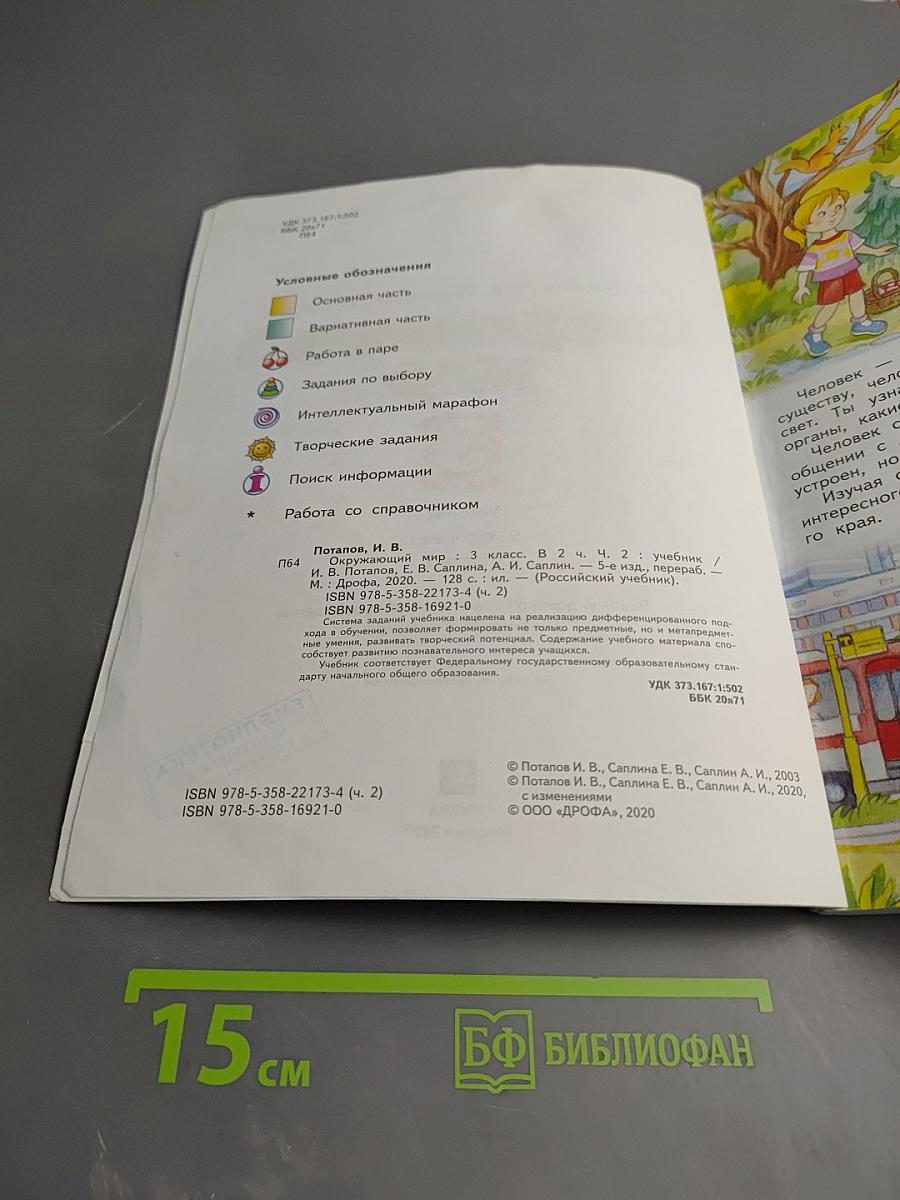 УДК 373.167:1:502
ББК 20я71
П64
Условные обозначения
Основная часть
Вариативная часть
Работа в паре
Задания по выбору
Интеллектуальный марафон
Творческие задания
Поиск информации
* Работа со справочником
Потапов, И. В.
П64 Окружающий мир : 3 класс. В 2 ч. Ч. 2 : учебник /
И. В. Потапов, Е. В. Саплина, А. И. Саплин. — 5-е изд., перераб. —
М. : Дрофа, 2020. — 128 с. : ил. — (Российский учебник).
ISBN 978-5-358-22173-4 (ч. 2)
ISBN 978-5-358-16921-0
Система заданий учебника нацелена на реализацию дифференцированного под-
хода в обучении, позволяет формировать не только предметные, но и метапредмет-
ные умения, развивать творческий потенциал. Содержание учебного материала спо-
собствует развитию познавательного интереса учащихся.
Учебник соответствует Федеральному государственному образовательному стан-
дарту начального общего образования.
УДК 373.167:1:502
ББК 20я71
БИБЛИОТЕКА
ISBN 978-5-358-22173-4 (ч. 2)
ISBN 978-5-358-16921-0
© Потапов И. В., Саплина Е. В., Саплин А. И., 2003
© Потапов И. В., Саплина Е. В., Саплин А. И., 2020,
с изменениями
© ООО «ДРОФА», 2020
Человек —
существу, чело
свет. Ты узна
органы, какие
Человек с
общении с
устроен, но
Изучая с
интересного
го края.
15 см
БФ БИБЛИОФАН